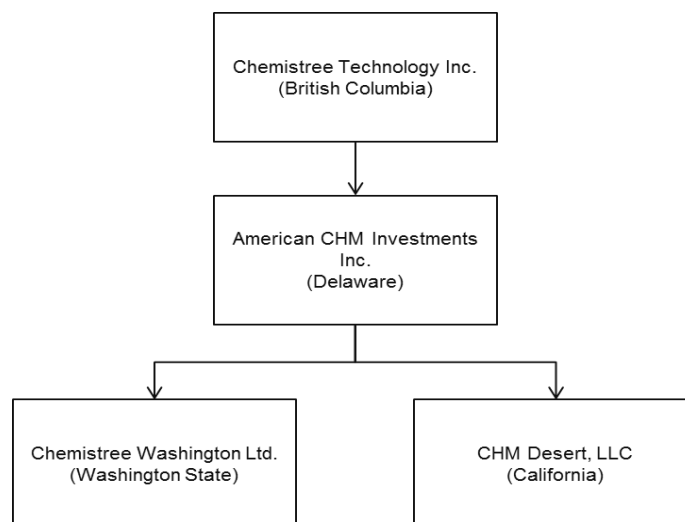 Chemistree Technology Inc.
(British Columbia)
American CHM Investments
Inc.
(Delaware)
Chemistree Washington Ltd.
(Washington State)
CHM Desert, LLC
(California)